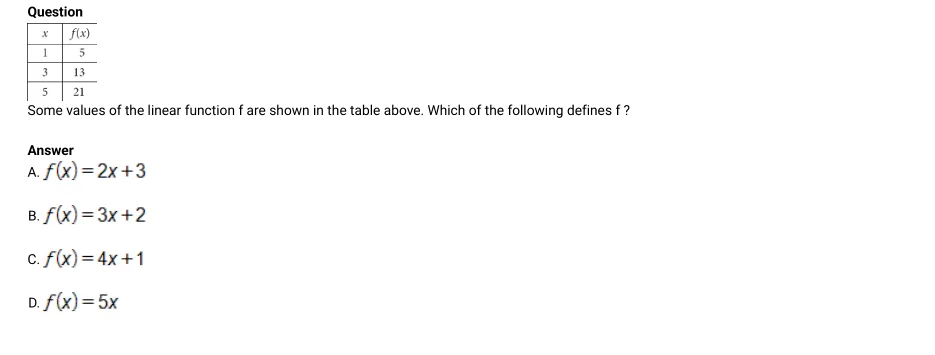 Question
x f(x)
1 5
3 13
5 21
Some values of the linear function f are shown in the table above. Which of the following defines f ?
Answer
A. f(x)=2x+3
B. f(x)=3x+2
C. f(x)=4x+1
D. f(x)=5x